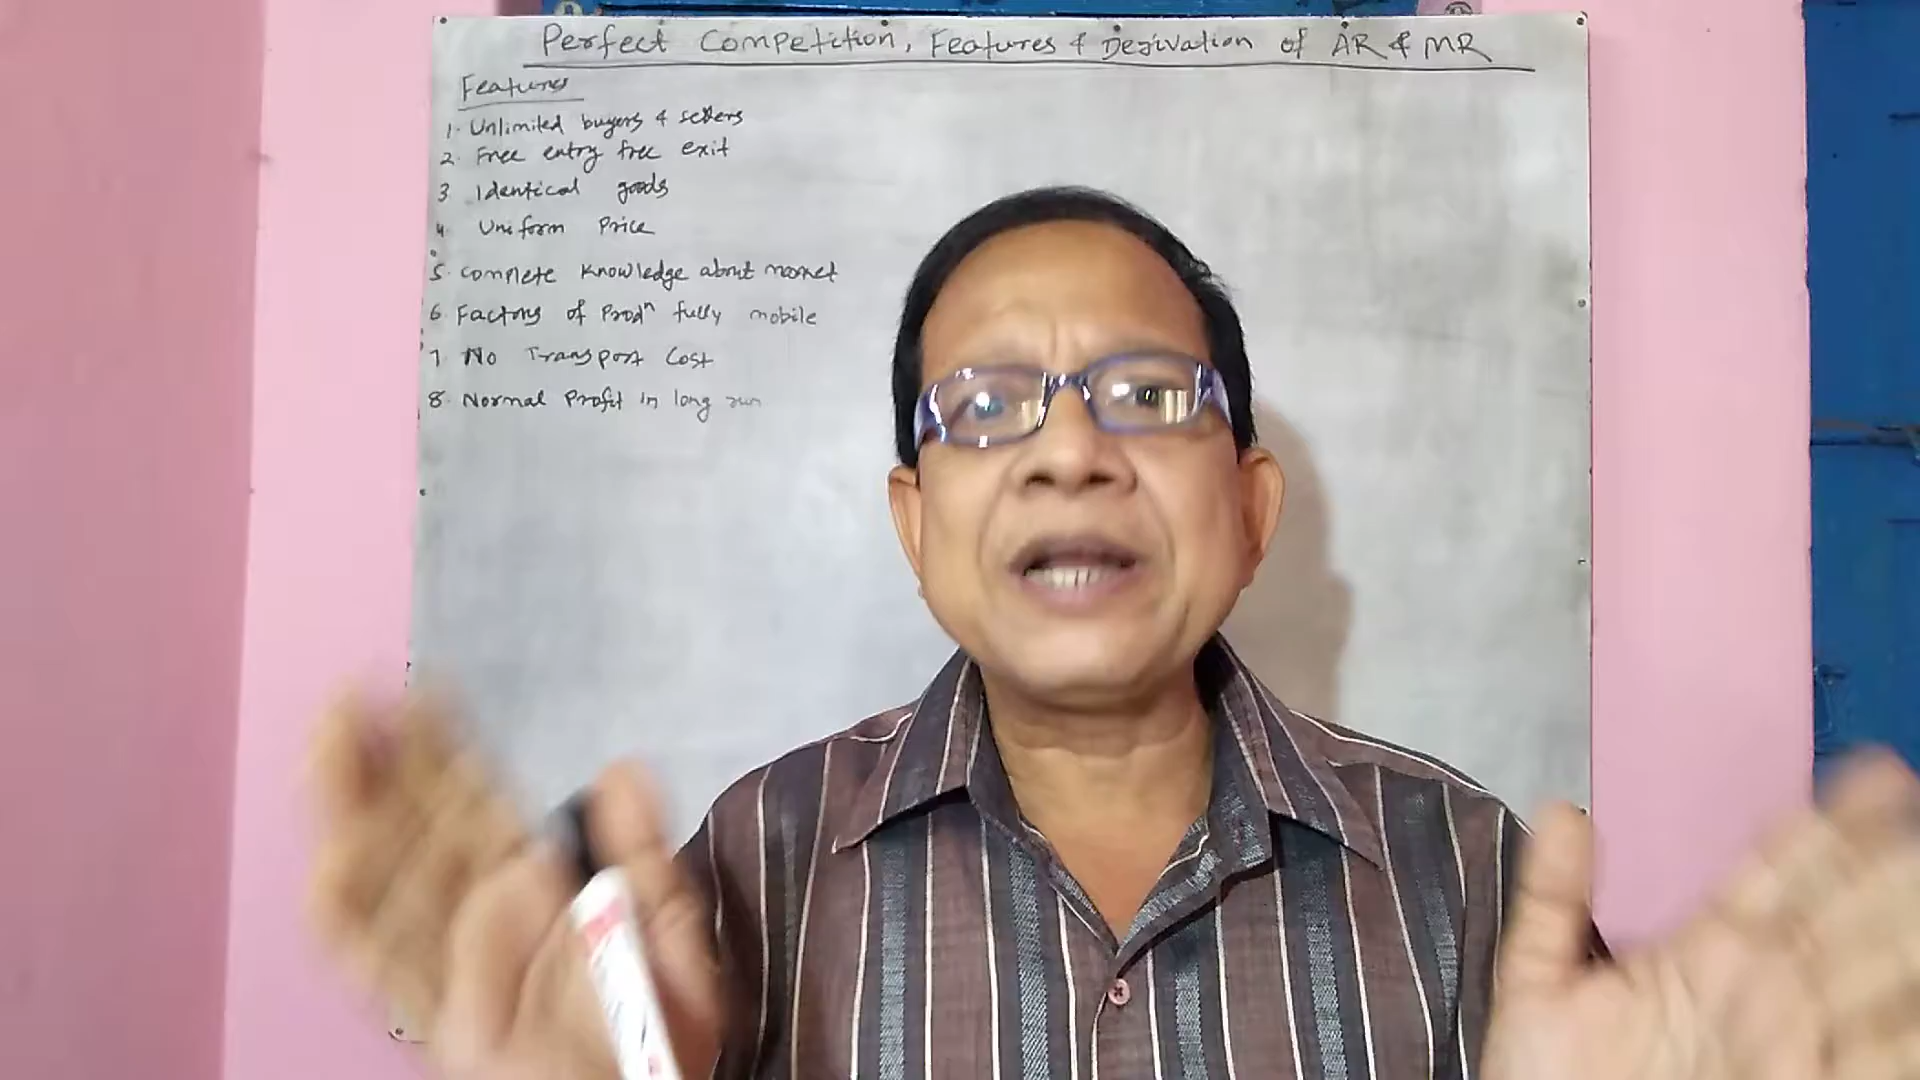 Perfect Competition, Features & Derivation of AR & MR
Features
1. Unlimited buyers & sellers
2. Free entry free exit
3 Identical goods
4. Uniform Price
5. Complete Knowledge about market
6. Factors of Prodⁿ fully mobile
7 No Transport Cost
8. Normal Profit in long run